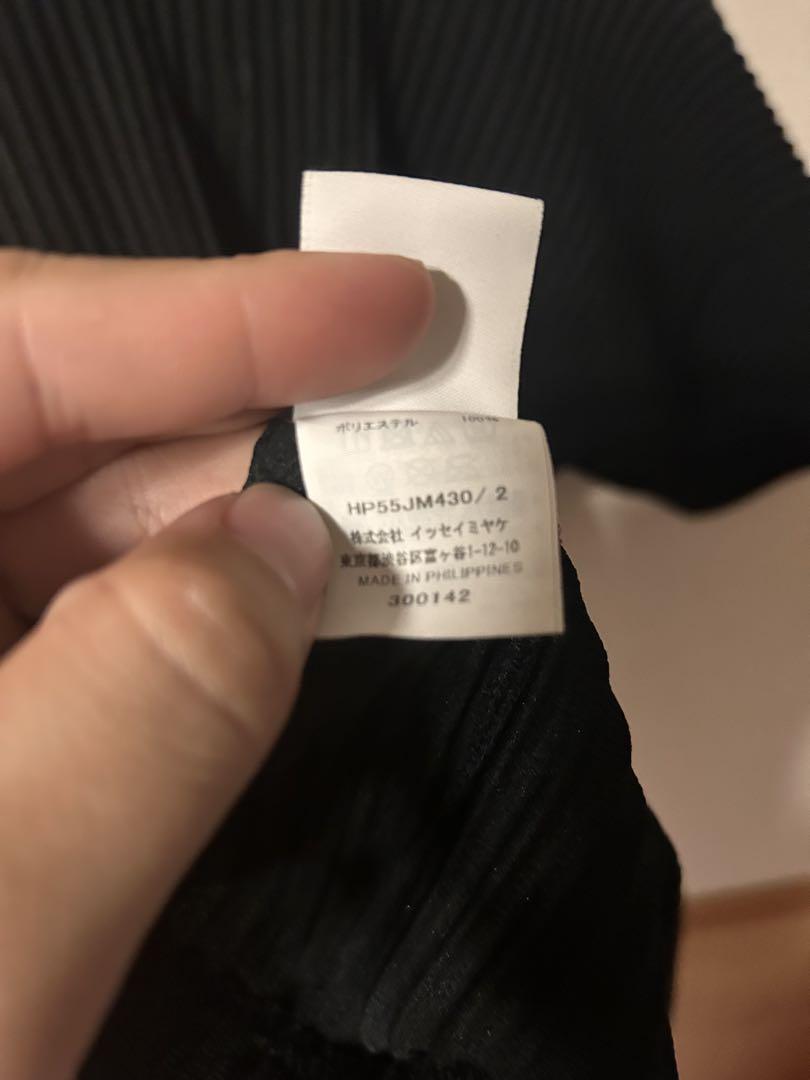 ポリエステル 100%
HP55JM430/ 2
株式会社 イッセイミヤケ
東京都渋谷区富ヶ谷1-12-10
MADE IN PHILIPPINES
300142